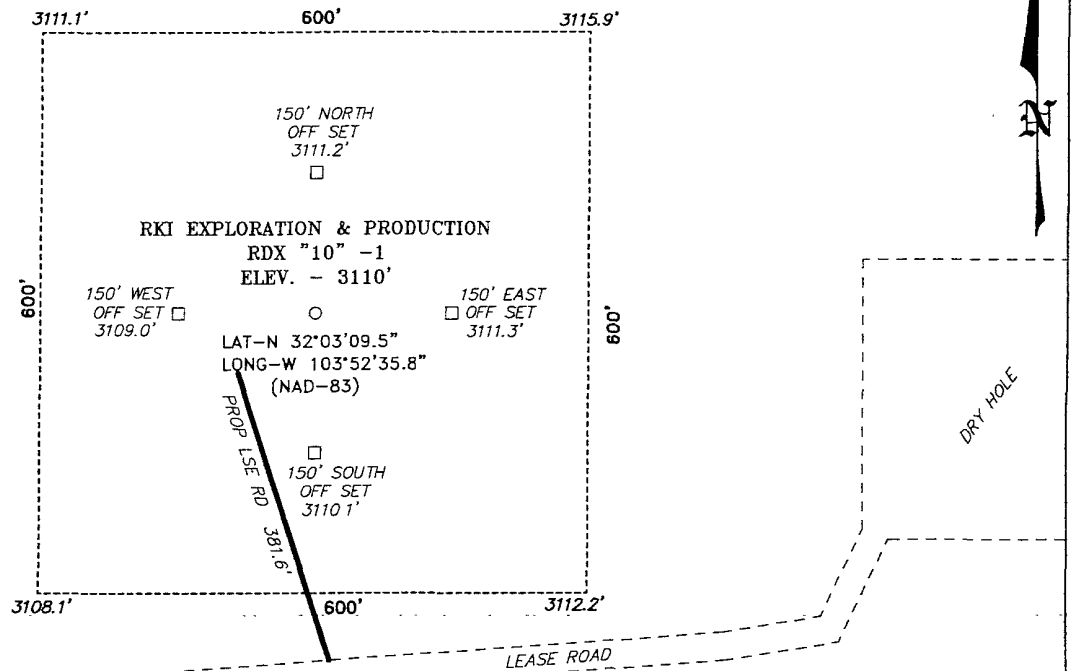 3111.1'
600'
3115.9'
150' NORTH
OFF SET
3111.2'
N
RKI EXPLORATION & PRODUCTION
RDX "10" -1
ELEV. - 3110'
600'
150' WEST
OFF SET
3109.0'
150' EAST
OFF SET
3111.3'
600'
LAT-N 32°03'09.5"
LONG-W 103°52'35.8"
(NAD-83)
DRY HOLE
PROP LSE RD 381.6'
150' SOUTH
OFF SET
3110 1'
3108.1'
600'
3112.2'
LEASE ROAD